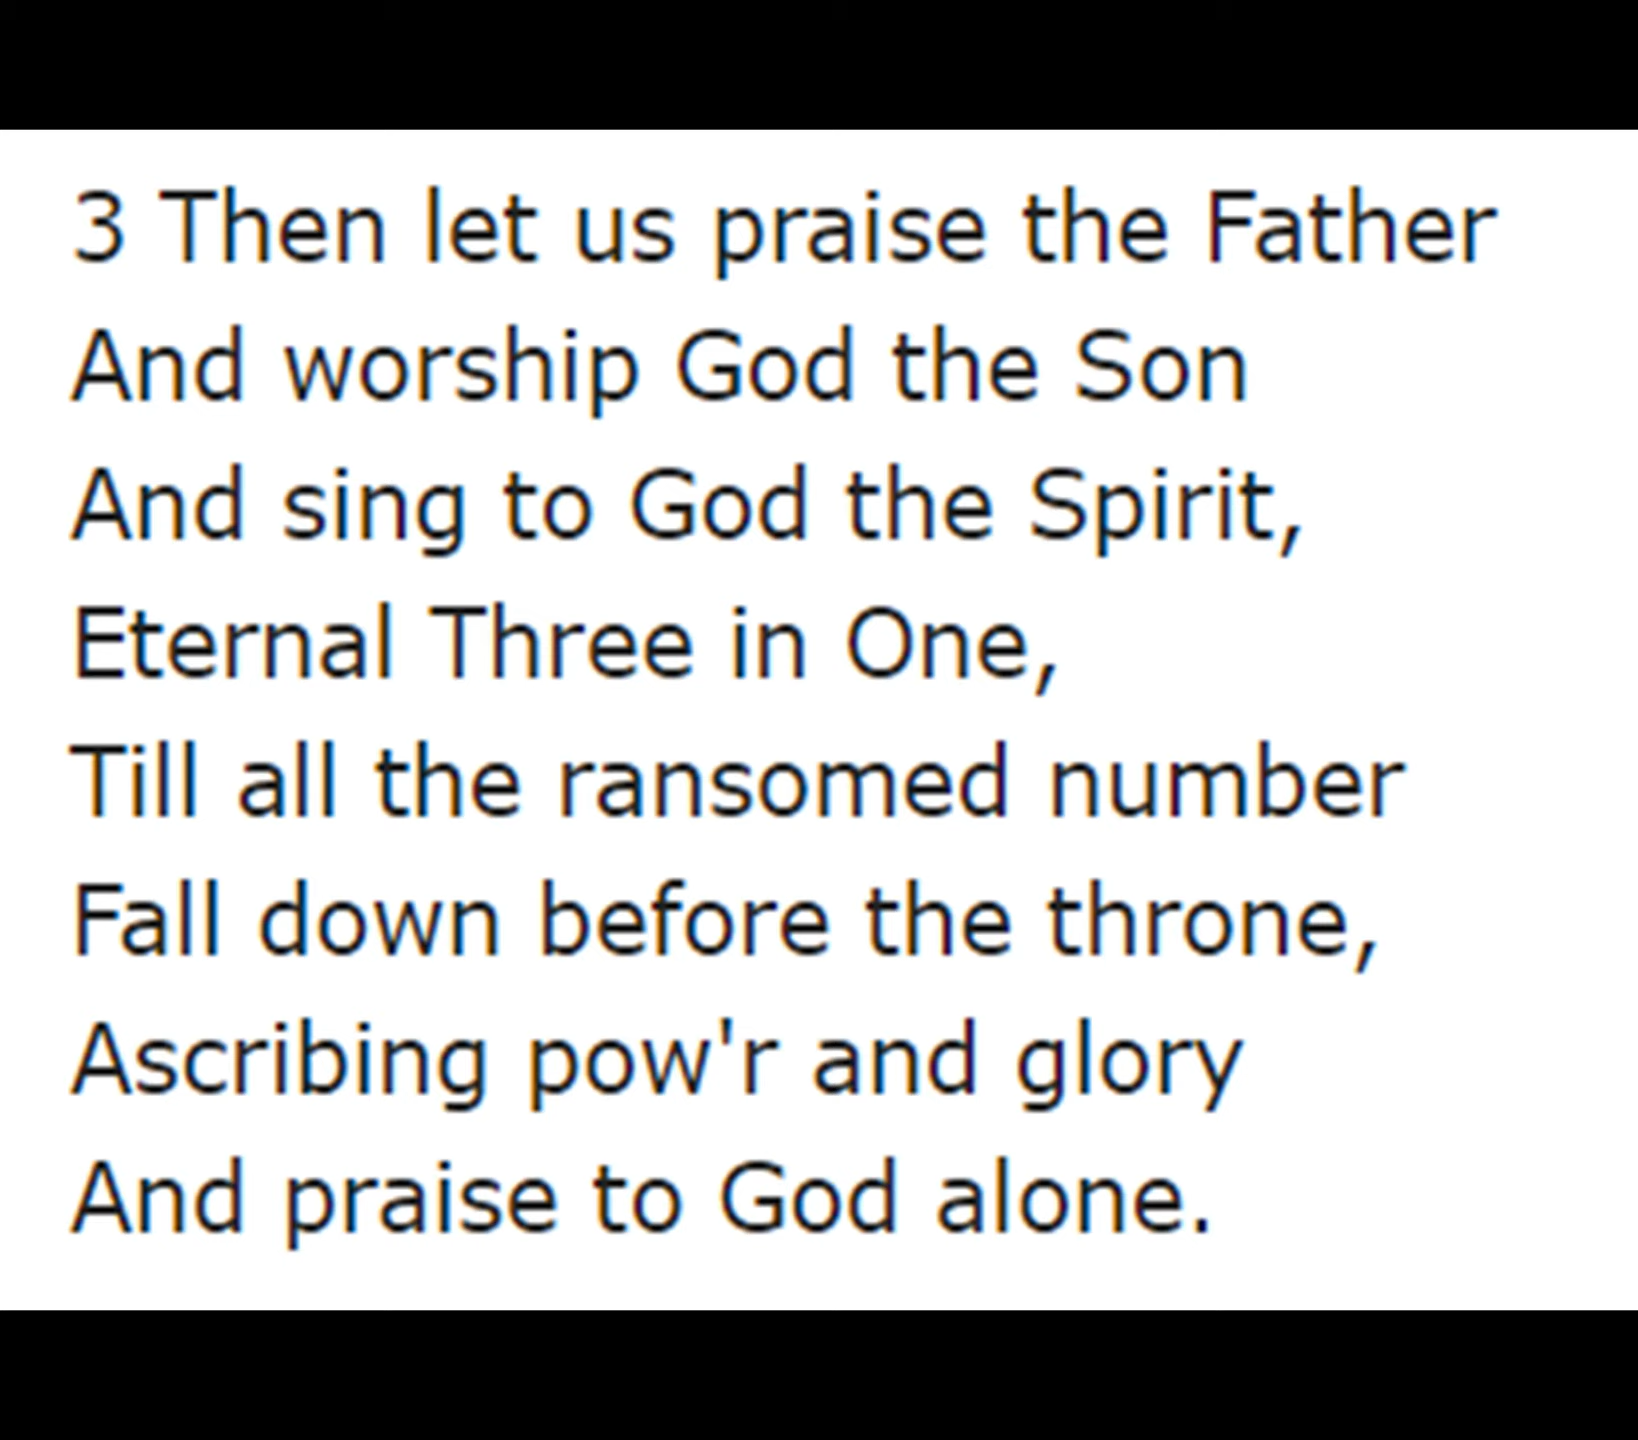 3 Then let us praise the Father
And worship God the Son
And sing to God the Spirit,
Eternal Three in One,
Till all the ransomed number
Fall down before the throne,
Ascribing pow'r and glory
And praise to God alone.